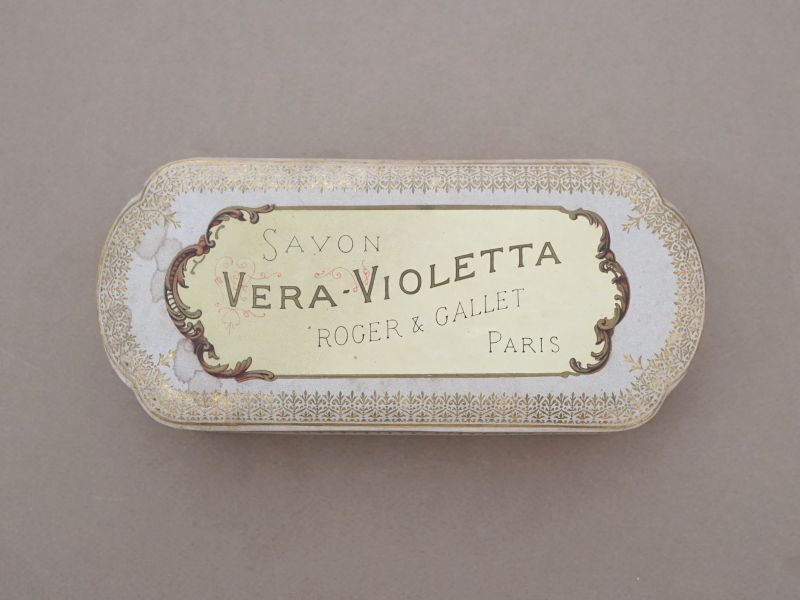 SAVON
VERA-VIOLETTA
ROGER & GALLET
PARIS